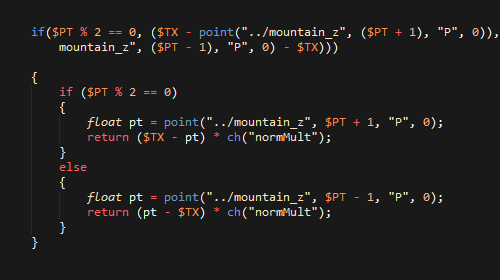 if($PT % 2 == 0, ($TX - point("../mountain_z", ($PT + 1), "P", 0)),
mountain_z", ($PT - 1), "P", 0) - $TX)))
{
if ($PT % 2 == 0)
{
float pt = point("../mountain_z", $PT + 1, "P", 0);
return ($TX - pt) * ch("normMult");
}
else
{
float pt = point("../mountain_z", $PT - 1, "P", 0);
return (pt - $TX) * ch("normMult");
}
}